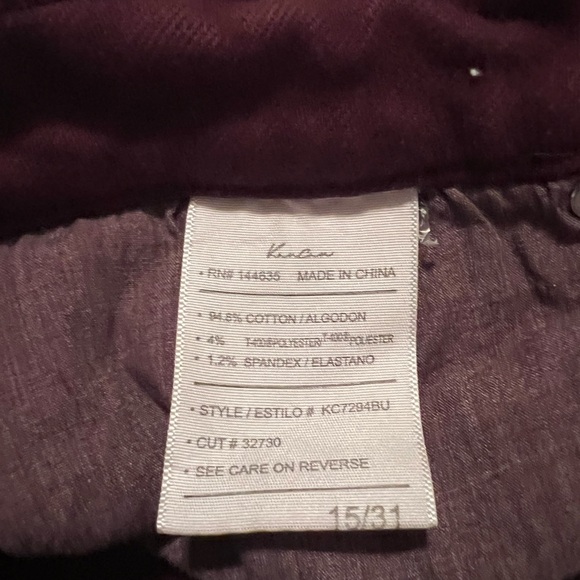 KanCan
• RN# 144635 MADE IN CHINA
• 94.8% COTTON / ALGODON
• 4% T-400®POLYESTER/T-400®POLIESTER
• 1.2% SPANDEX / ELASTANO
• STYLE / ESTILO # KC7294BU
• CUT # 32730
• SEE CARE ON REVERSE
15/31